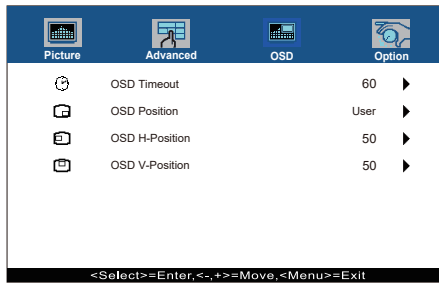 Picture Advanced OSD Option
OSD Timeout 60
OSD Position User
OSD H-Position 50
OSD V-Position 50
<Select>=Enter,<-,+>=Move,<Menu>=Exit